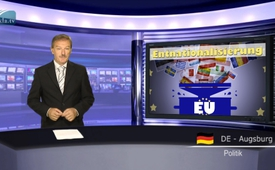 Entnationalisierung
EU
DE - Augsburg
Politik